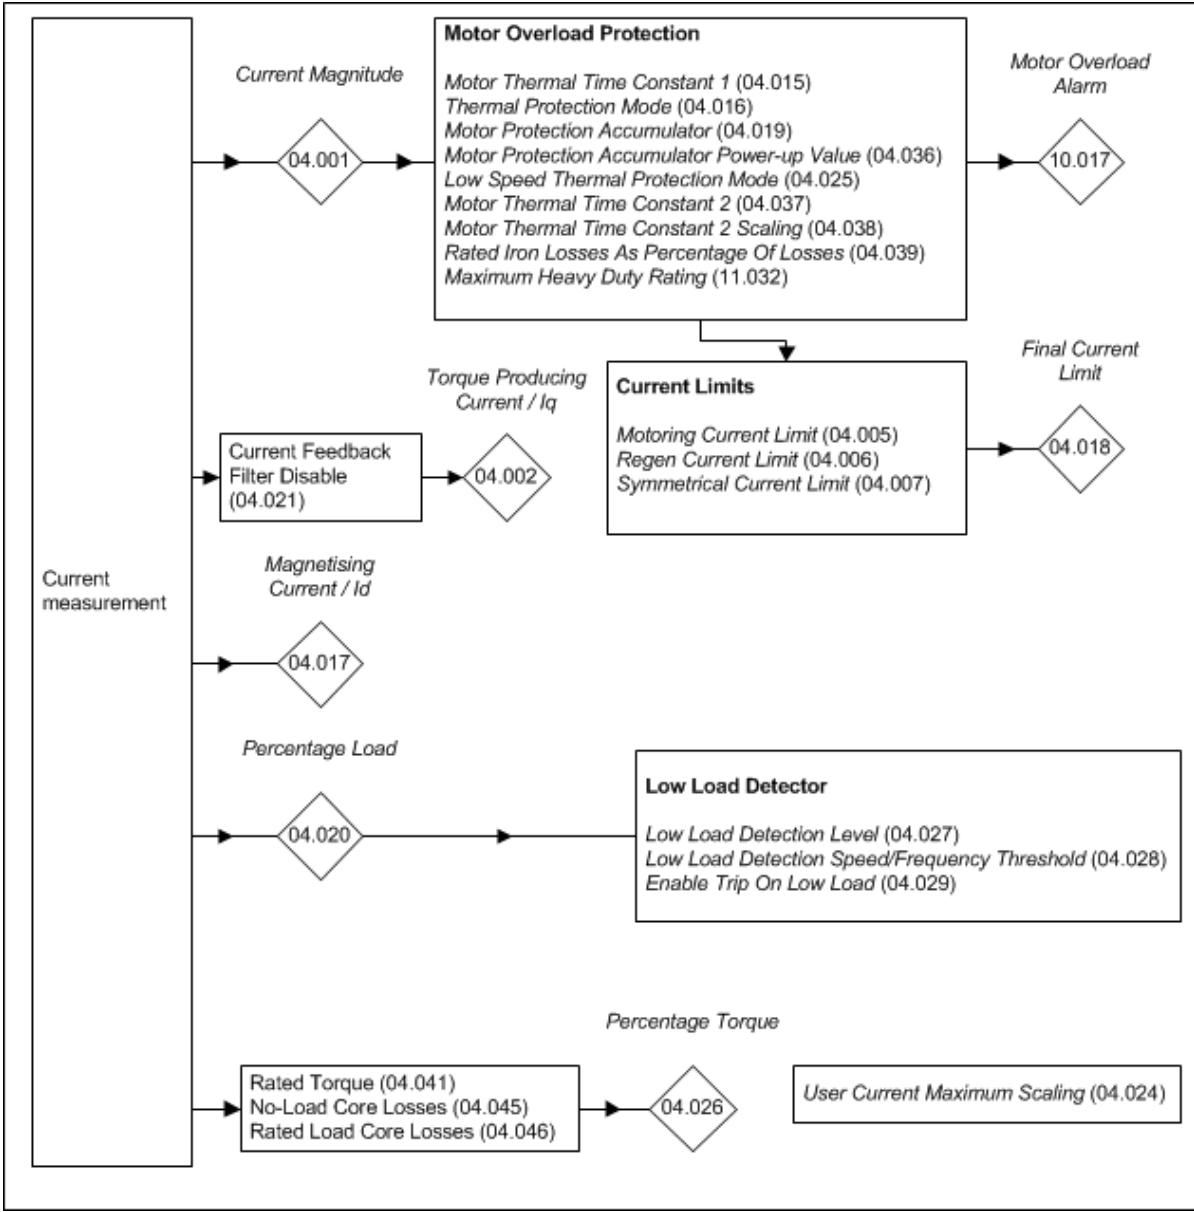 Motor Overload Protection
Current Magnitude
Motor Overload
Alarm
Motor Thermal Time Constant 1 (04.015)
Thermal Protection Mode (04.016)
Motor Protection Accumulator (04.019)
Motor Protection Accumulator Power-up Value (04.036)
Low Speed Thermal Protection Mode (04.025)
Motor Thermal Time Constant 2 (04.037)
Motor Thermal Time Constant 2 Scaling (04.038)
Rated Iron Losses As Percentage Of Losses (04.039)
Maximum Heavy Duty Rating (11.032)
04.001
10.017
Final Current
Limit
Torque Producing
Current / Iq
Current Limits
Motoring Current Limit (04.005)
Regen Current Limit (04.006)
Symmetrical Current Limit (04.007)
04.018
Current Feedback
Filter Disable
(04.021)
04.002
Magnetising
Current / Id
Current
measurement
04.017
Percentage Load
Low Load Detector
04.020
Low Load Detection Level (04.027)
Low Load Detection Speed/Frequency Threshold (04.028)
Enable Trip On Low Load (04.029)
Percentage Torque
Rated Torque (04.041)
No-Load Core Losses (04.045)
Rated Load Core Losses (04.046)
04.026
User Current Maximum Scaling (04.024)